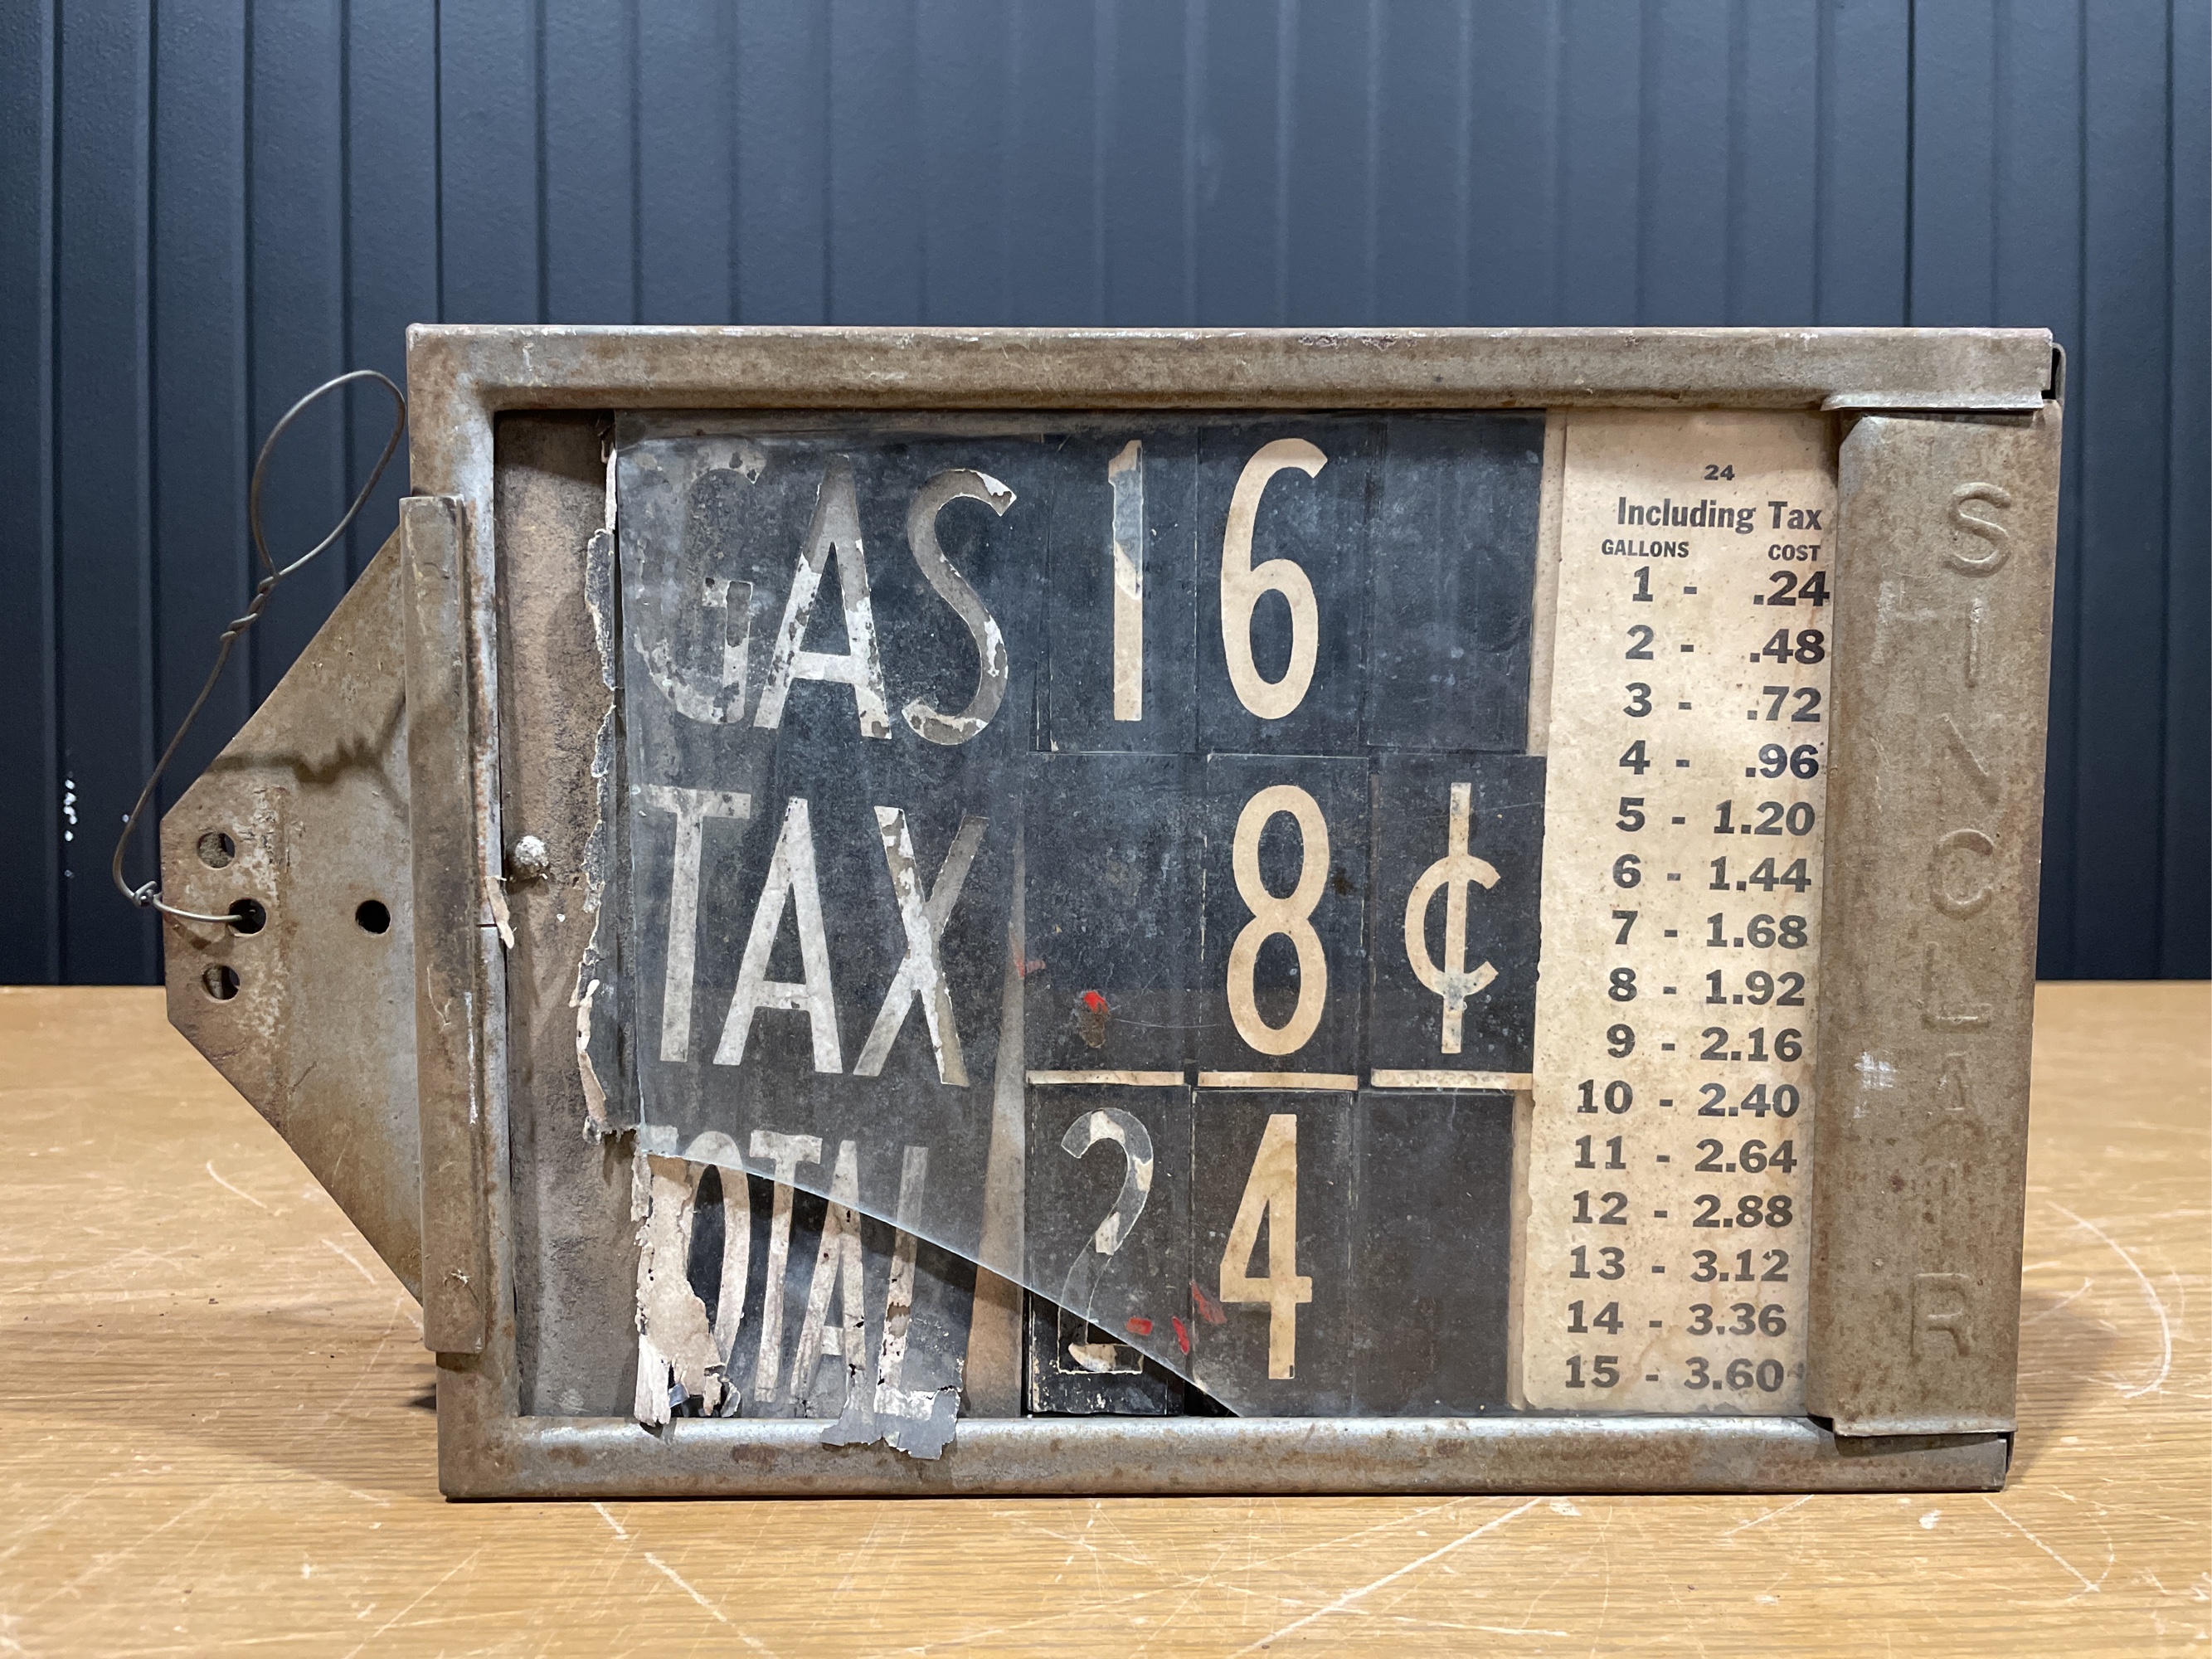 GAS 16
TAX 8 ¢
TOTAL 24
24
Including Tax
GALLONS COST
1 - .24
2 - .48
3 - .72
4 - .96
5 - 1.20
6 - 1.44
7 - 1.68
8 - 1.92
9 - 2.16
10 - 2.40
11 - 2.64
12 - 2.88
13 - 3.12
14 - 3.36
15 - 3.60
SINCLAIR